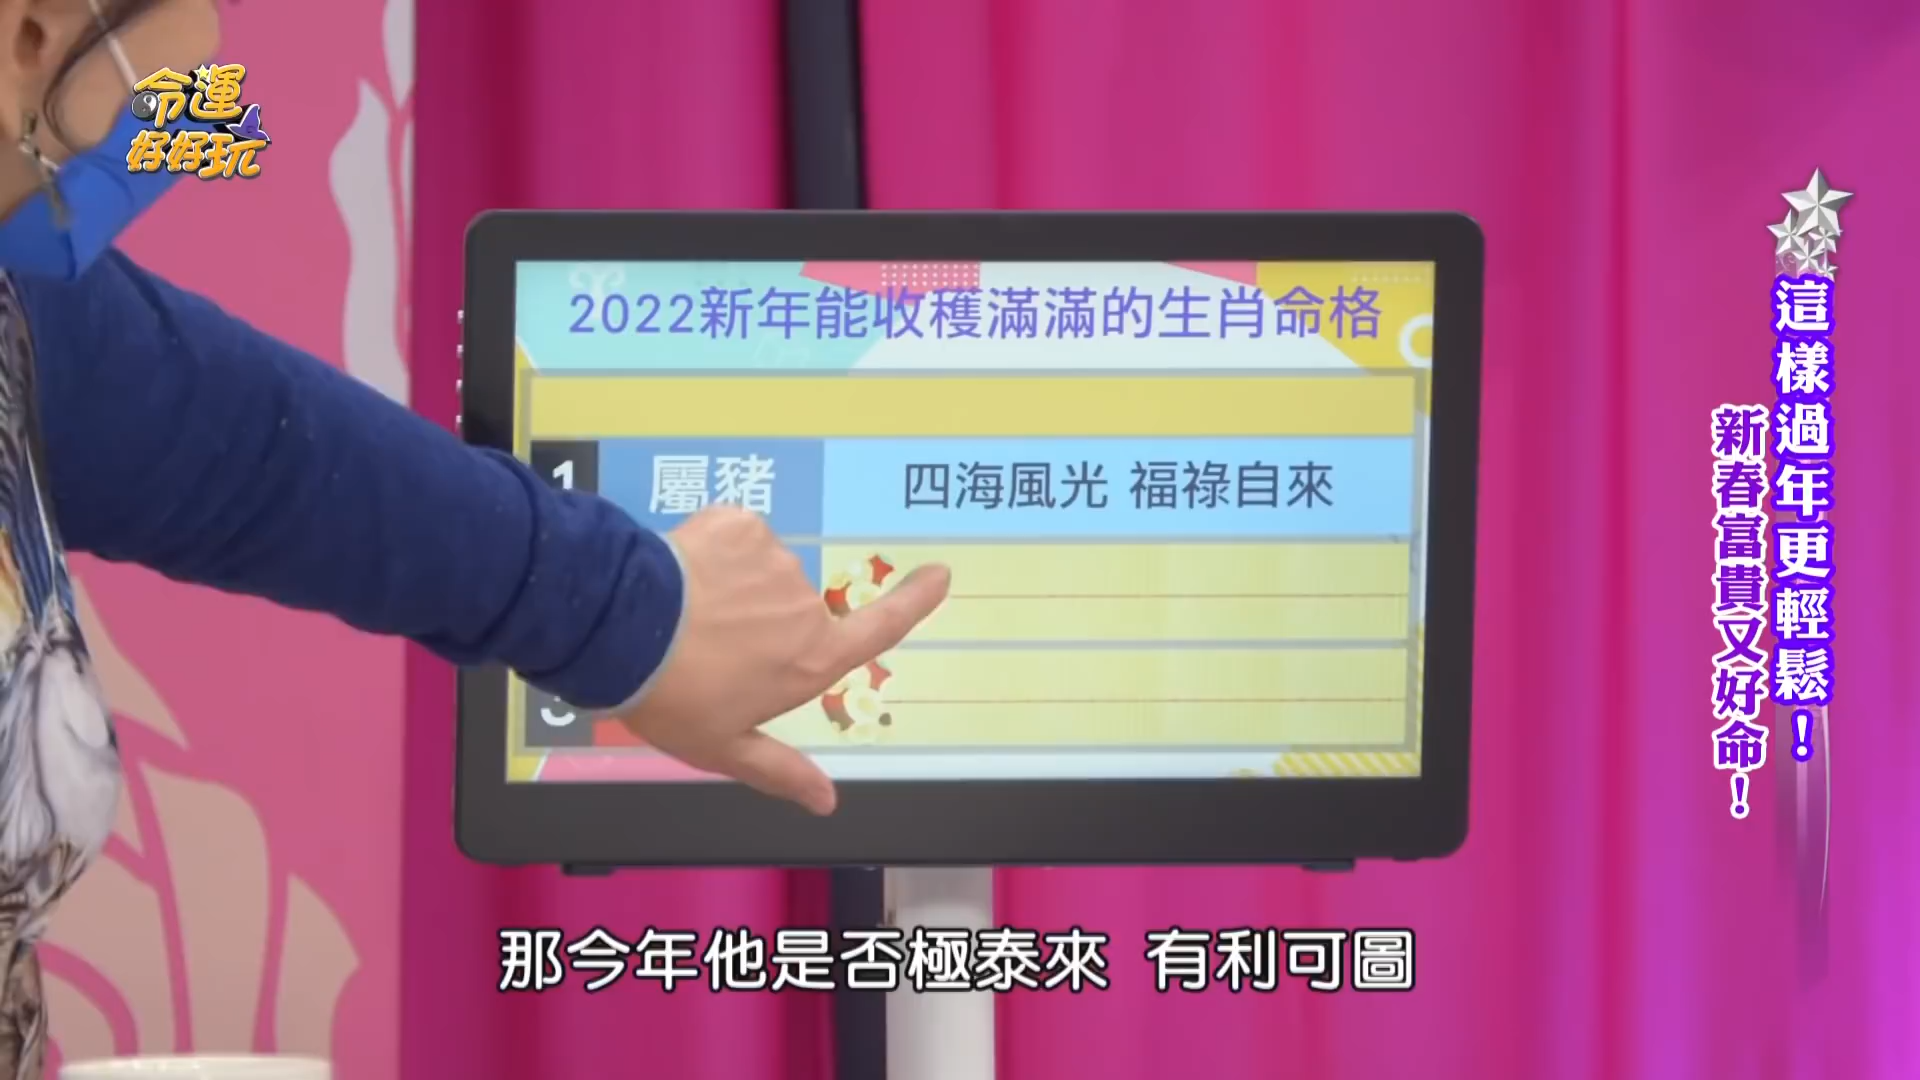 命運
好好玩
2022新年能收穫滿滿的生肖命格
1 屬豬 四海風光 福祿自來
3
這樣過年更輕鬆！
新春富貴又好命！
那今年他是否極泰來 有利可圖